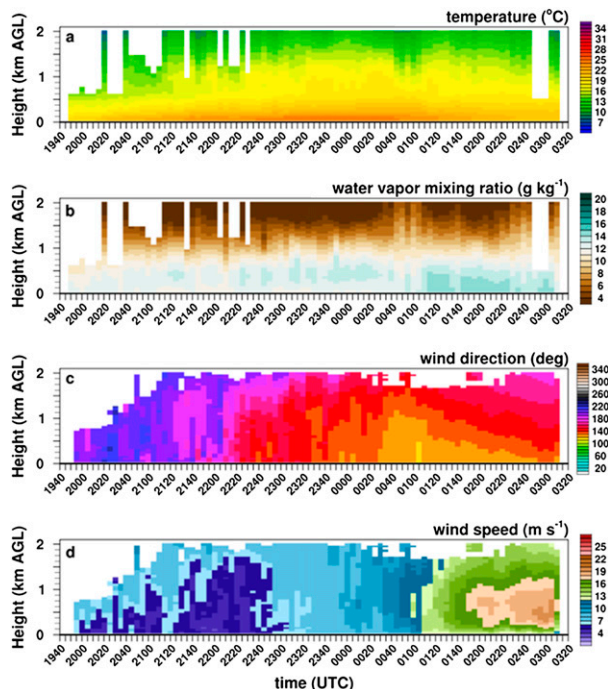 temperature (°C)
a
Height (km AGL)
2
1
0
34
31
28
25
22
19
16
13
10
7
1940 2000 2020 2040 2100 2120 2140 2200 2220 2240 2300 2320 2340 0000 0020 0040 0100 0120 0140 0200 0220 0240 0300 0320
water vapor mixing ratio (g kg⁻¹)
b
Height (km AGL)
2
1
0
20
18
16
14
12
10
8
6
4
1940 2000 2020 2040 2100 2120 2140 2200 2220 2240 2300 2320 2340 0000 0020 0040 0100 0120 0140 0200 0220 0240 0300 0320
wind direction (deg)
c
Height (km AGL)
2
1
0
340
300
260
220
180
140
100
60
20
1940 2000 2020 2040 2100 2120 2140 2200 2220 2240 2300 2320 2340 0000 0020 0040 0100 0120 0140 0200 0220 0240 0300 0320
wind speed (m s⁻¹)
d
Height (km AGL)
2
1
0
25
22
19
16
13
10
7
4
1940 2000 2020 2040 2100 2120 2140 2200 2220 2240 2300 2320 2340 0000 0020 0040 0100 0120 0140 0200 0220 0240 0300 0320
time (UTC)